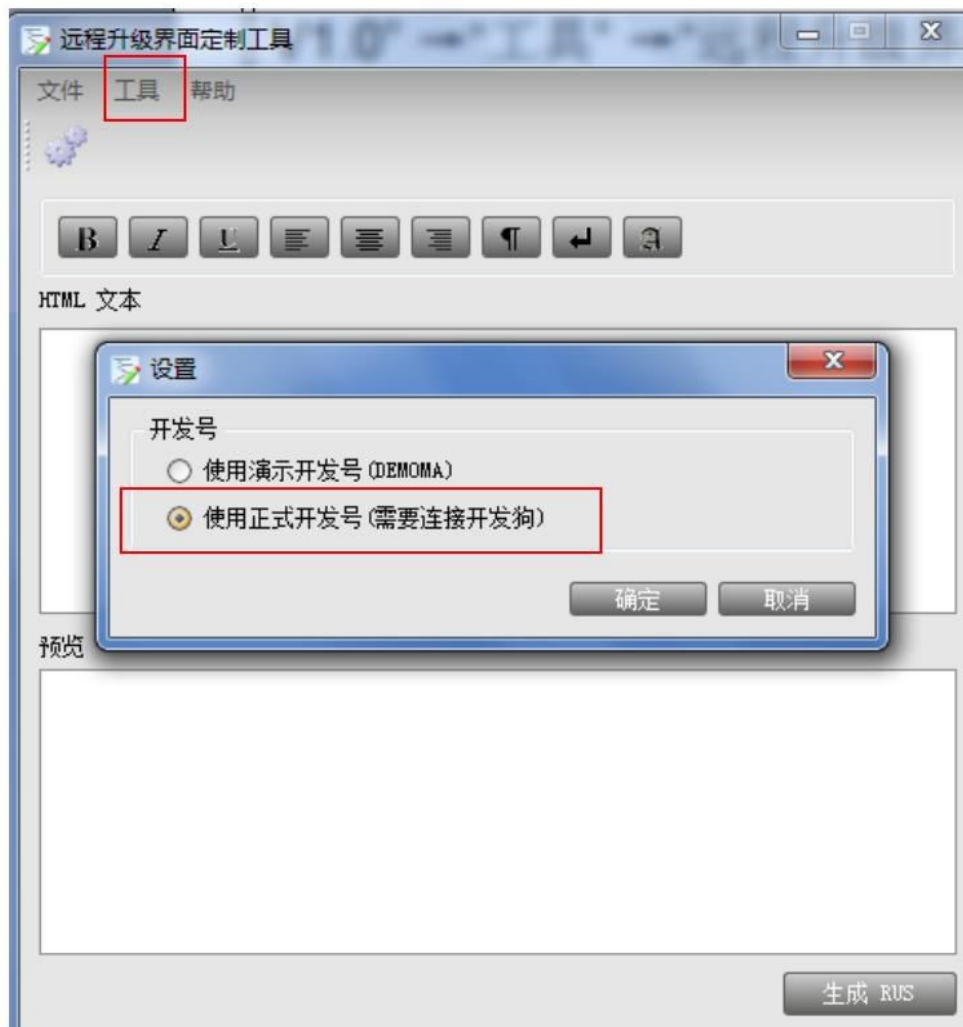 远程升级界面定制工具
文件 工具 帮助
B I U ¶ A
HTML 文本
设置
开发号
使用演示开发号(DEMOMA)
使用正式开发号(需要连接开发狗)
确定 取消
预览
生成 RUS